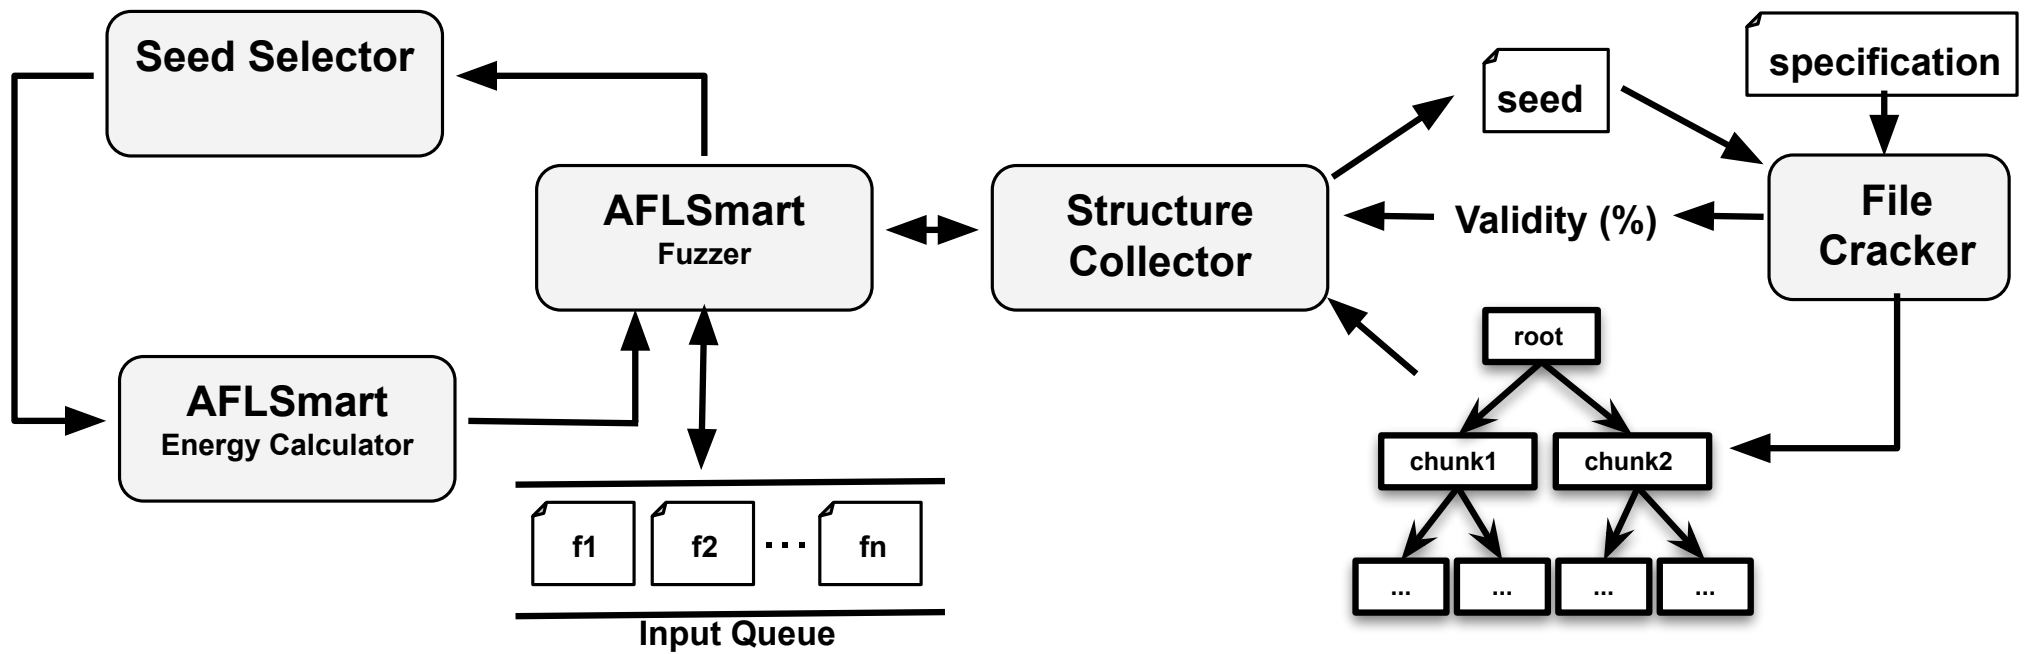 Seed Selector
AFLSmart
Energy Calculator
AFLSmart
Fuzzer
f1
f2
...
fn
Input Queue
Structure
Collector
seed
Validity (%)
specification
File
Cracker
root
chunk1
chunk2
...
...
...
...